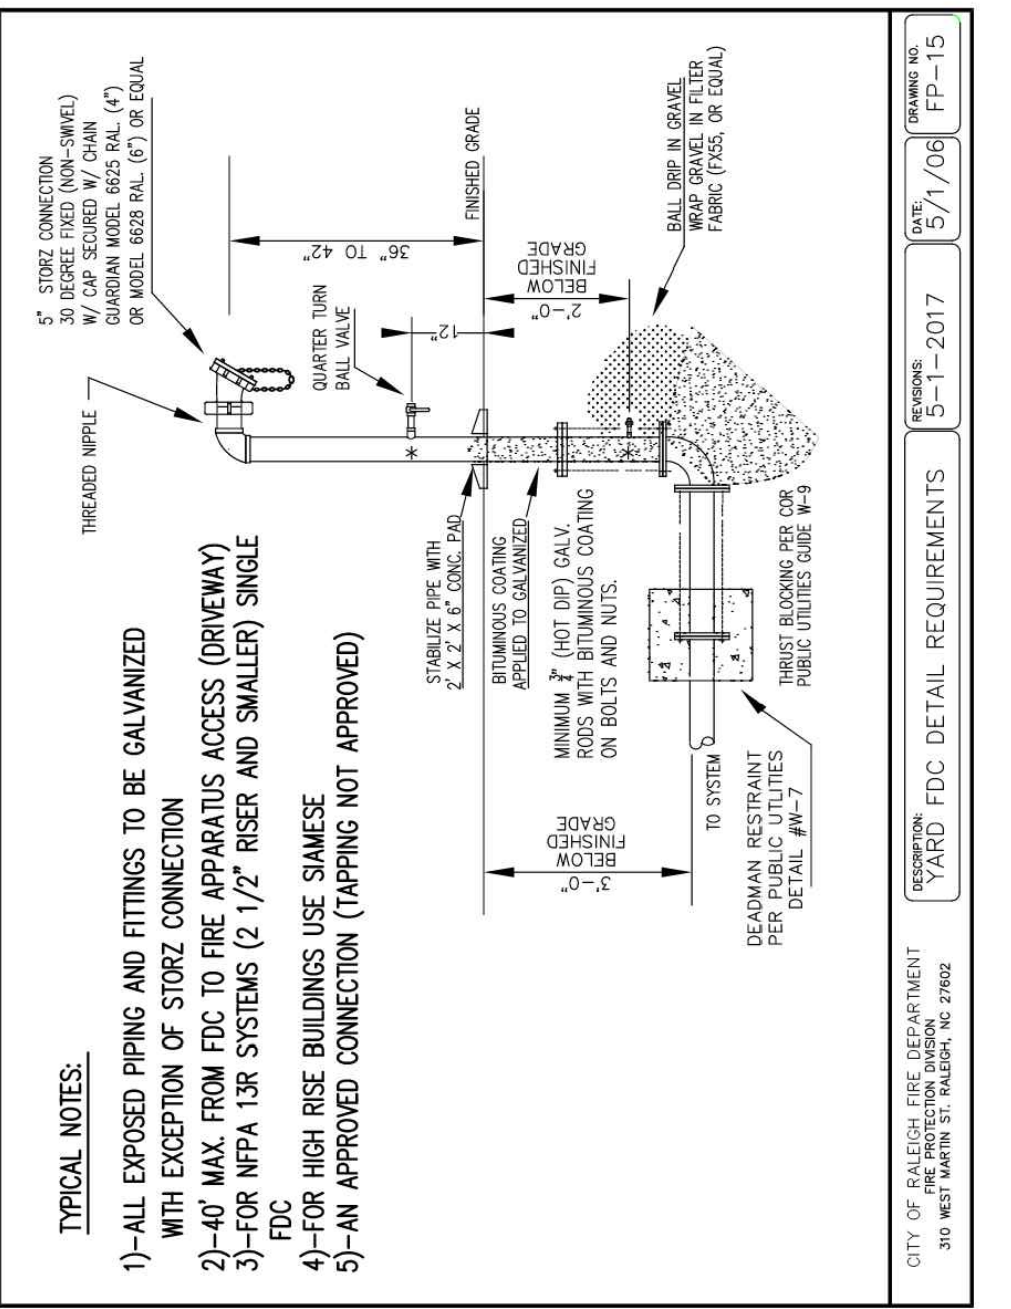 TYPICAL NOTES:
1)-ALL EXPOSED PIPING AND FITTINGS TO BE GALVANIZED
WITH EXCEPTION OF STORZ CONNECTION
2)-40' MAX. FROM FDC TO FIRE APPARATUS ACCESS (DRIVEWAY)
3)-FOR NFPA 13R SYSTEMS (2 1/2" RISER AND SMALLER) SINGLE
FDC
4)-FOR HIGH RISE BUILDINGS USE SIAMESE
5)-AN APPROVED CONNECTION (TAPPING NOT APPROVED)
THREADED NIPPLE
5" STORZ CONNECTION
30 DEGREE FIXED (NON-SWIVEL)
W/ CAP SECURED W/ CHAIN
GUARDIAN MODEL 6625 RAL. (4")
OR MODEL 6628 RAL. (6") OR EQUAL
36" TO 42"
QUARTER TURN
BALL VALVE
12"
FINISHED GRADE
*
STABILIZE PIPE WITH
2' X 2' X 6" CONC. PAD
BITUMINOUS COATING
APPLIED TO GALVANIZED
2'-0"
BELOW
FINISHED
GRADE
MINIMUM 3/4" (HOT DIP) GALV.
RODS WITH BITUMINOUS COATING
ON BOLTS AND NUTS.
*
BALL DRIP IN GRAVEL
WRAP GRAVEL IN FILTER
FABRIC (FX55, OR EQUAL)
3'-0"
BELOW
FINISHED
GRADE
TO SYSTEM
DEADMAN RESTRAINT
PER PUBLIC UTLITIES
DETAIL #W-7
THRUST BLOCKING PER COR
PUBLIC UTILITIES GUIDE W-9
CITY OF RALEIGH FIRE DEPARTMENT
FIRE PROTECTION DIVISION
310 WEST MARTIN ST. RALEIGH, NC 27602
DESCRIPTION:
YARD FDC DETAIL REQUIREMENTS
REVISIONS:
5-1-2017
DATE:
5/1/06
DRAWING NO.
FP-15